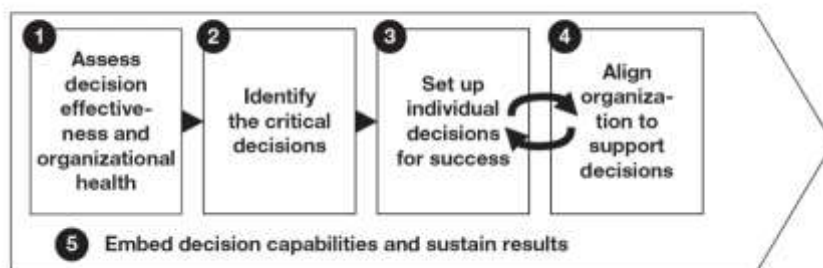 1
Assess
decision
effective-
ness and
organizational
health
2
Identify
the critical
decisions
3
Set up
individual
decisions
for success
4
Align
organiza-
tion to
support
decisions
5 Embed decision capabilities and sustain results